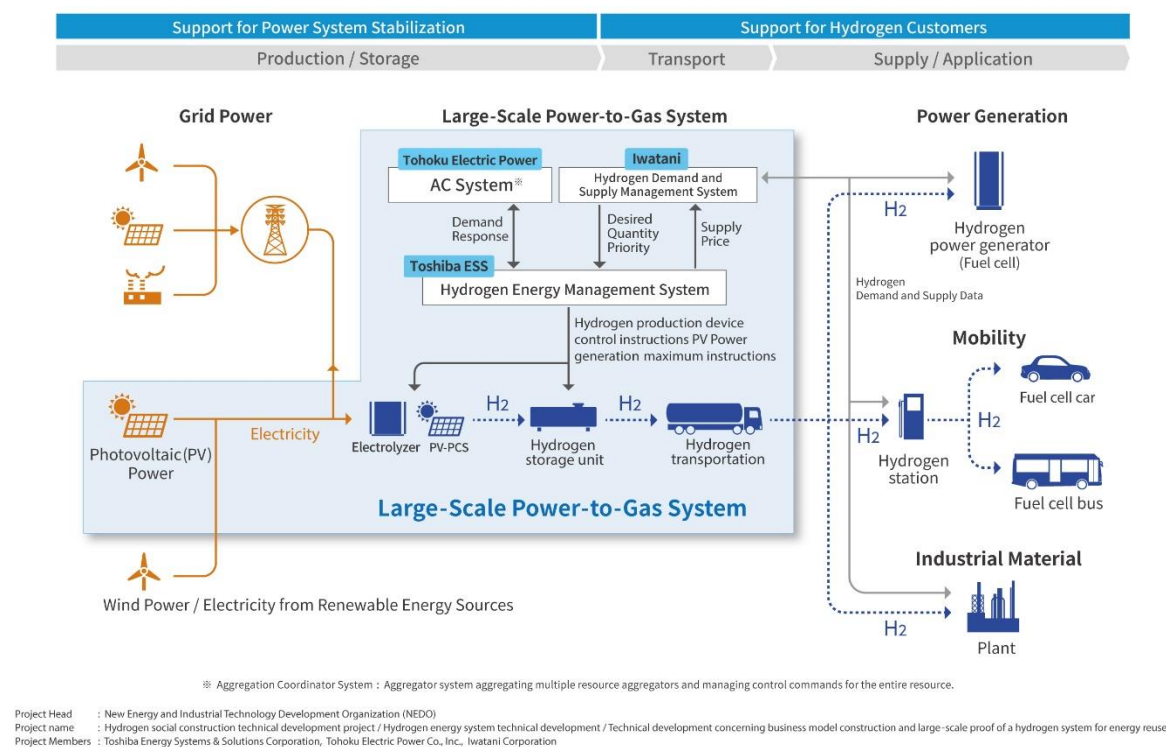 Support for Power System Stabilization
Support for Hydrogen Customers
Production / Storage
Transport
Supply / Application
Grid Power
Large-Scale Power-to-Gas System
Power Generation
Tohoku Electric Power
AC System※
Iwatani
Hydrogen Demand and
Supply Management System
Demand
Response
Desired
Quantity
Priority
Supply
Price
Toshiba ESS
Hydrogen Energy Management System
Hydrogen production device
control instructions PV Power
generation maximum instructions
H2
Hydrogen
power generator
(Fuel cell)
Hydrogen
Demand and Supply Data
Mobility
Fuel cell car
Photovoltaic(PV)
Power
Electricity
Electrolyzer
PV-PCS
H2
Hydrogen
storage unit
H2
Hydrogen
transportation
H2
Hydrogen
station
H2
Fuel cell bus
Large-Scale Power-to-Gas System
Industrial Material
H2
Plant
Wind Power / Electricity from Renewable Energy Sources
※ Aggregation Coordinator System : Aggregator system aggregating multiple resource aggregators and managing control commands for the entire resource.
Project Head : New Energy and Industrial Technology Development Organization (NEDO)
Project name : Hydrogen social construction technical development project / Hydrogen energy system technical development / Technical development concerning business model construction and large-scale proof of a hydrogen system for energy reuse
Project Members : Toshiba Energy Systems & Solutions Corporation, Tohoku Electric Power Co., Inc., Iwatani Corporation